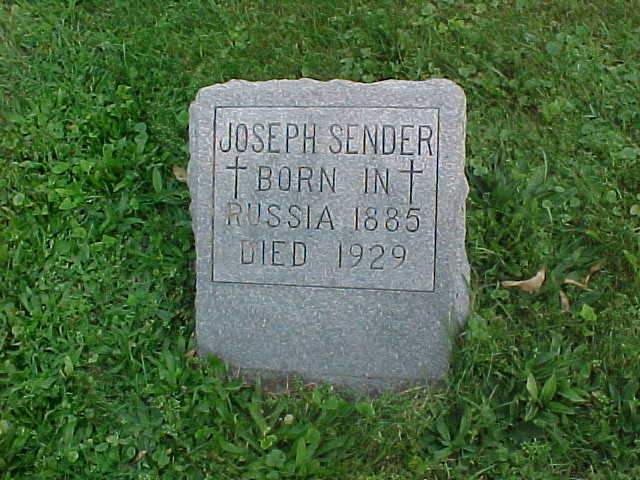 JOSEPH SENDER
† BORN IN †
RUSSIA 1885
DIED 1929